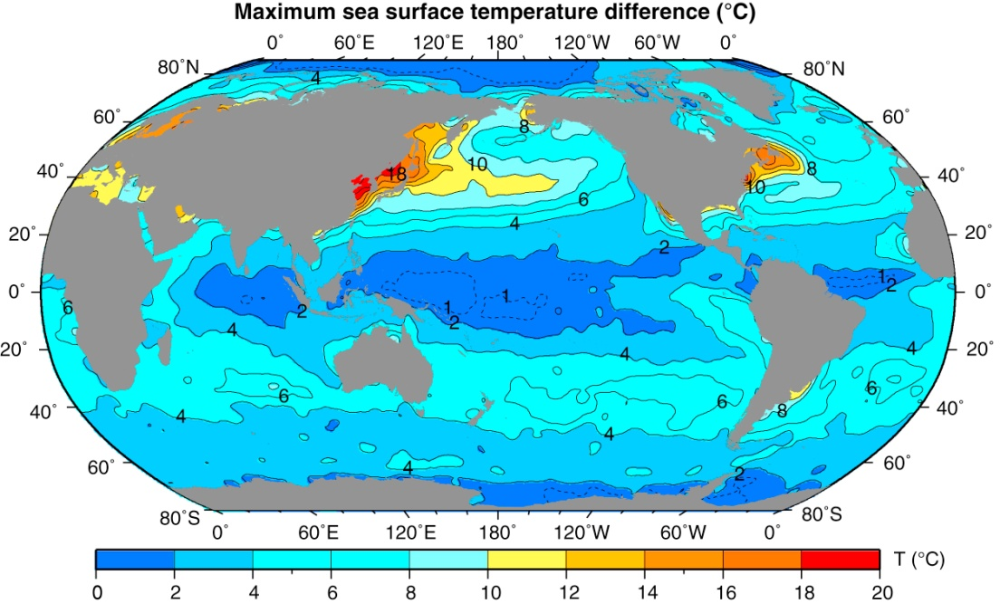 Maximum sea surface temperature difference (°C)
0° 60°E 120°E 180° 120°W 60°W 0°
80°N 80°N
4
60° 8 60°
40° 18 10 8 40°
10
6
4
20° 2 20°
1 2
0° 6 2 1 1 2 0°
4
20° 4 4 20°
6 6 6
40° 4 8 40°
4
60° 4 2 60°
80°S 80°S
0° 60°E 120°E 180° 120°W 60°W 0°
T (°C)
0 2 4 6 8 10 12 14 16 18 20